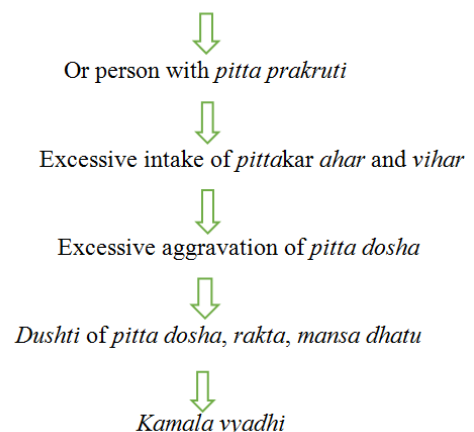 Or person with pitta prakruti
Excessive intake of pittakar ahar and vihar
Excessive aggravation of pitta dosha
Dushti of pitta dosha, rakta, mansa dhatu
Kamala vyadhi